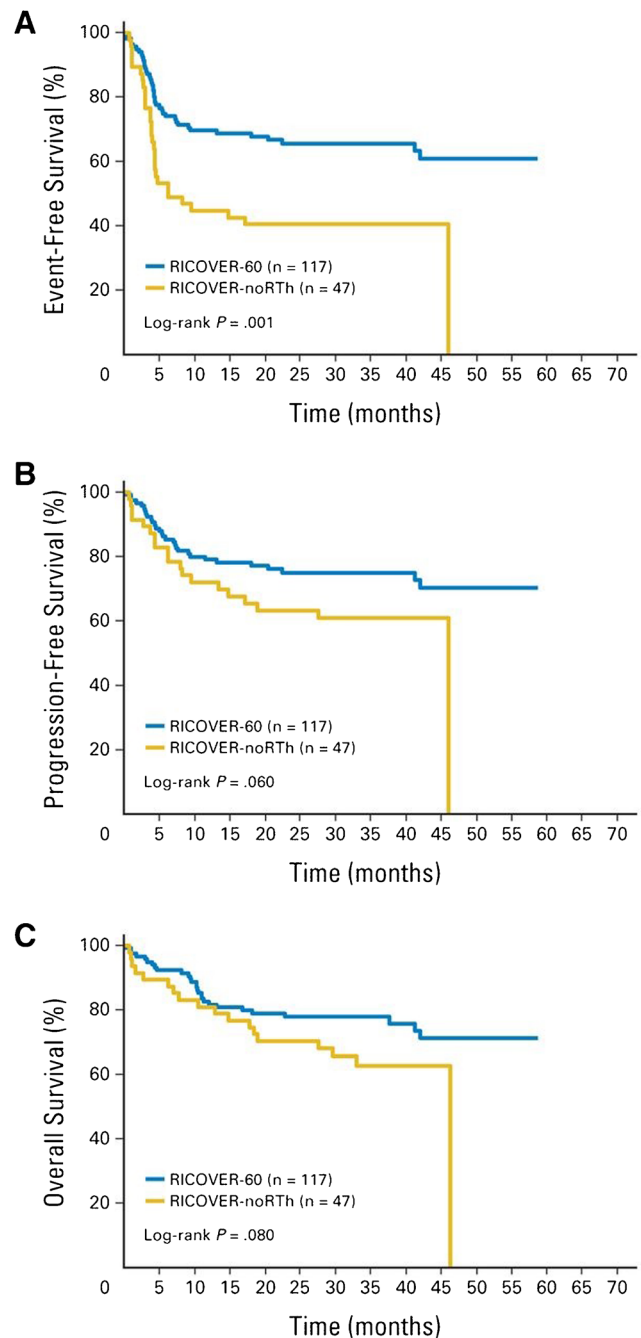 A
Event-Free Survival (%)
100
80
60
40
20
RICOVER-60 (n = 117)
RICOVER-noRTh (n = 47)
Log-rank P = .001
0 5 10 15 20 25 30 35 40 45 50 55 60 65 70
Time (months)
B
Progression-Free Survival (%)
100
80
60
40
20
RICOVER-60 (n = 117)
RICOVER-noRTh (n = 47)
Log-rank P = .060
0 5 10 15 20 25 30 35 40 45 50 55 60 65 70
Time (months)
C
Overall Survival (%)
100
80
60
40
20
RICOVER-60 (n = 117)
RICOVER-noRTh (n = 47)
Log-rank P = .080
0 5 10 15 20 25 30 35 40 45 50 55 60 65 70
Time (months)